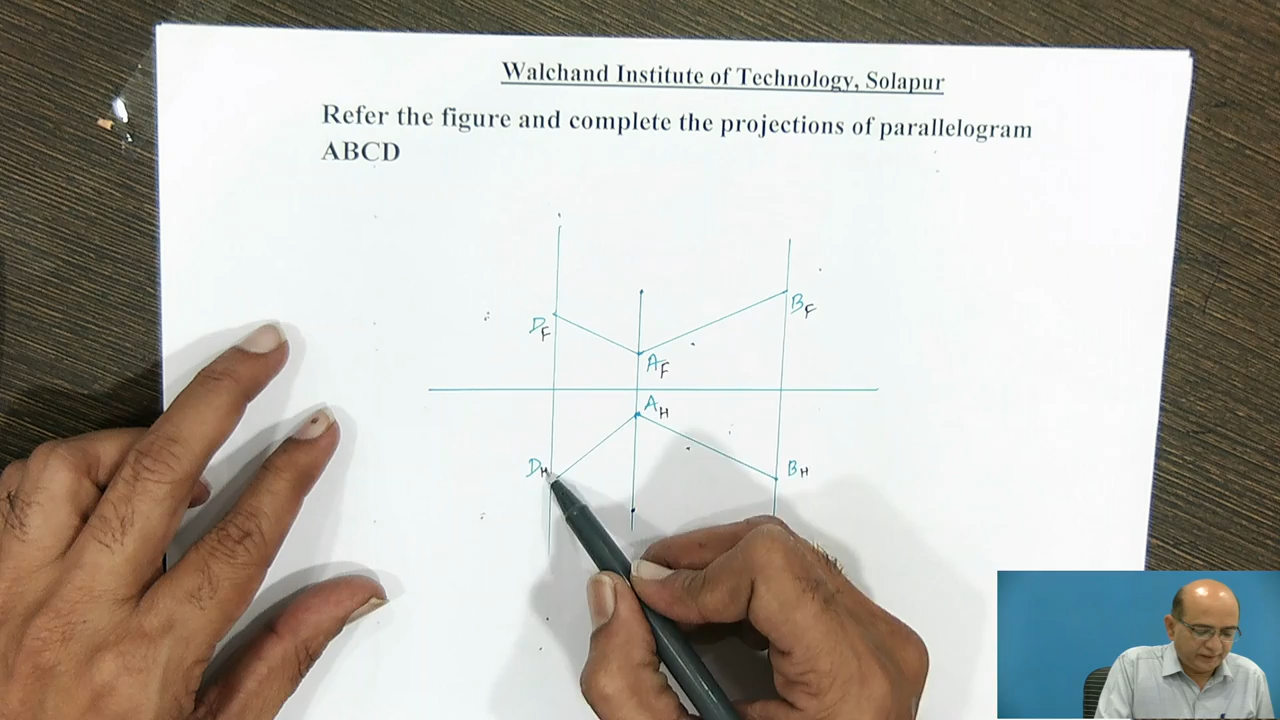 Walchand Institute of Technology, Solapur
Refer the figure and complete the projections of parallelogram
ABCD
BF
DF
AF
AH
DH
BH